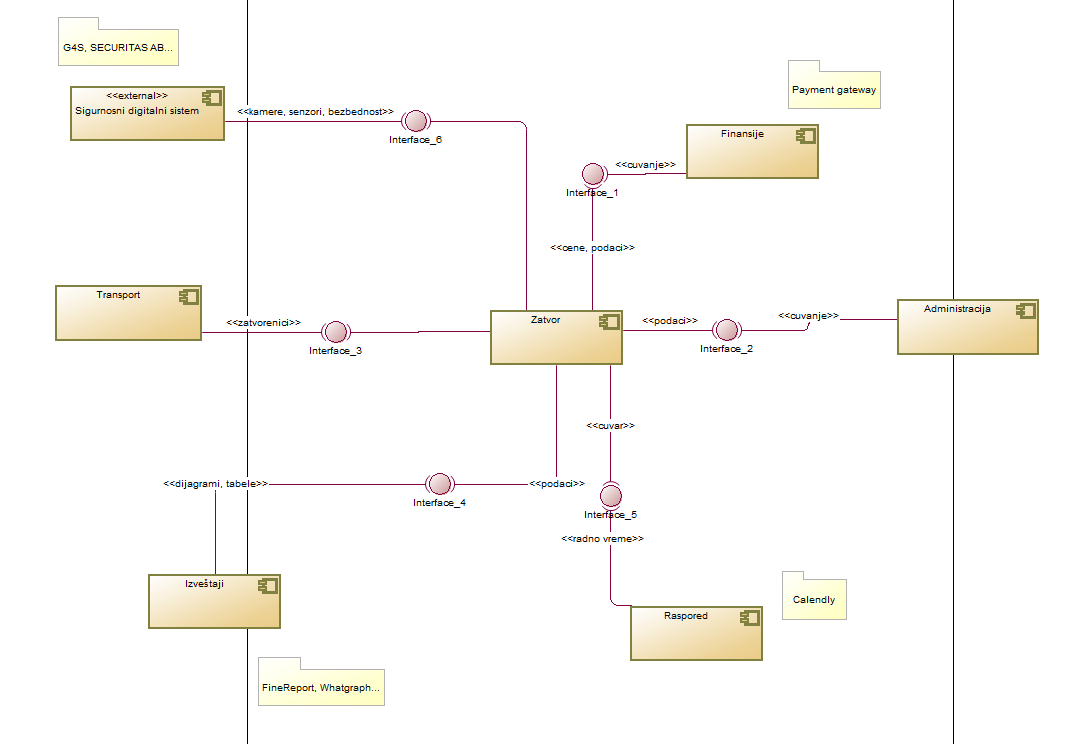 G4S, SECURITAS AB...
<<external>>
Sigurnosni digitalni sistem
<<kamere, senzori, bezbednost>>
Interface_6
Payment gateway
Finansije
<<cuvanje>>
Interface_1
<<cene, podaci>>
Transport
<<zatvorenici>>
Interface_3
Zatvor
<<podaci>>
Interface_2
<<cuvanje>>
Administracija
<<cuvar>>
<<dijagrami, tabele>>
Interface_4
<<podaci>>
Interface_5
<<radno vreme>>
Izveštaji
Calendly
Raspored
FineReport, Whatgraph...